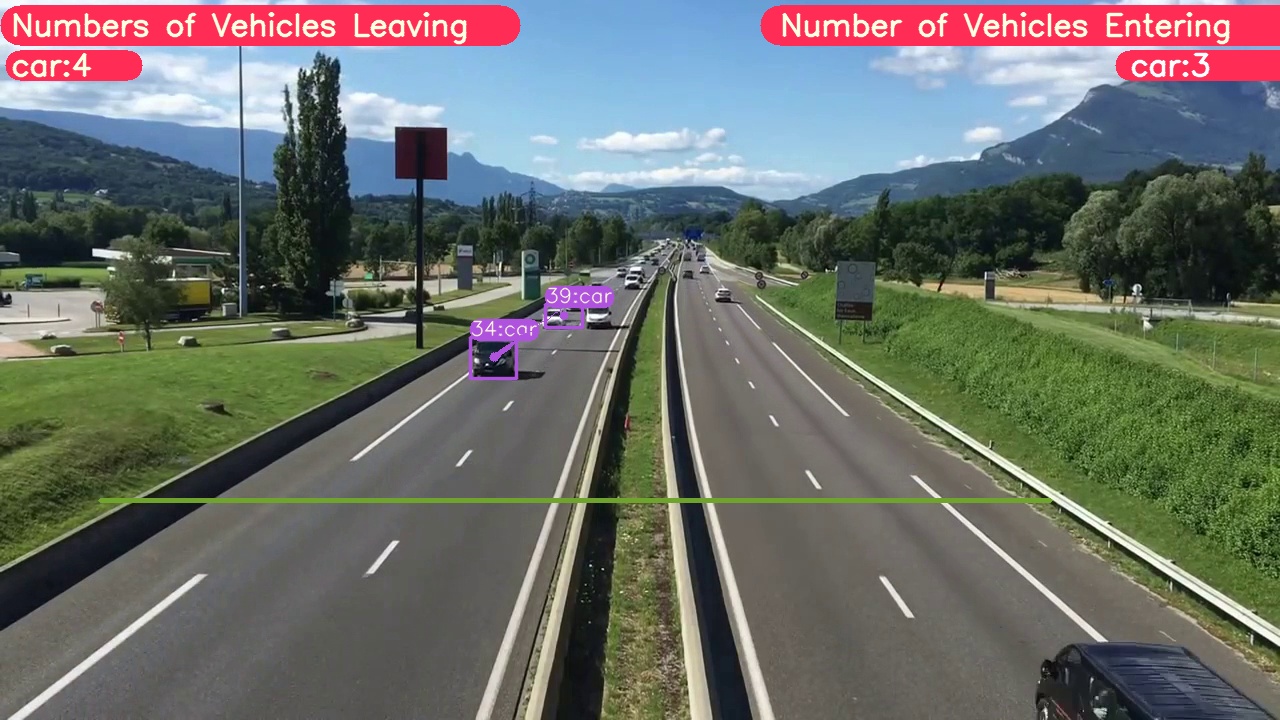 Numbers of Vehicles Leaving
car:4
Number of Vehicles Entering
car:3
39:car
34:car